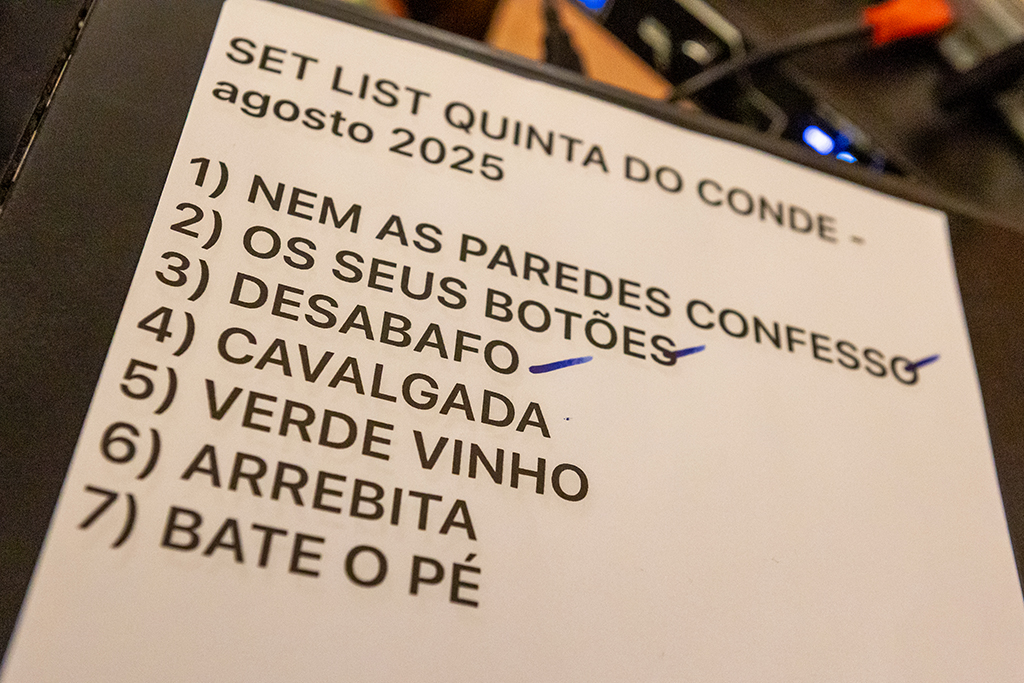 SET LIST QUINTA DO CONDE -
agosto 2025
1) NEM AS PAREDES CONFESSO
2) OS SEUS BOTÕES
3) DESABAFO
4) CAVALGADA
5) VERDE VINHO
6) ARREBITA
7) BATE O PÉ